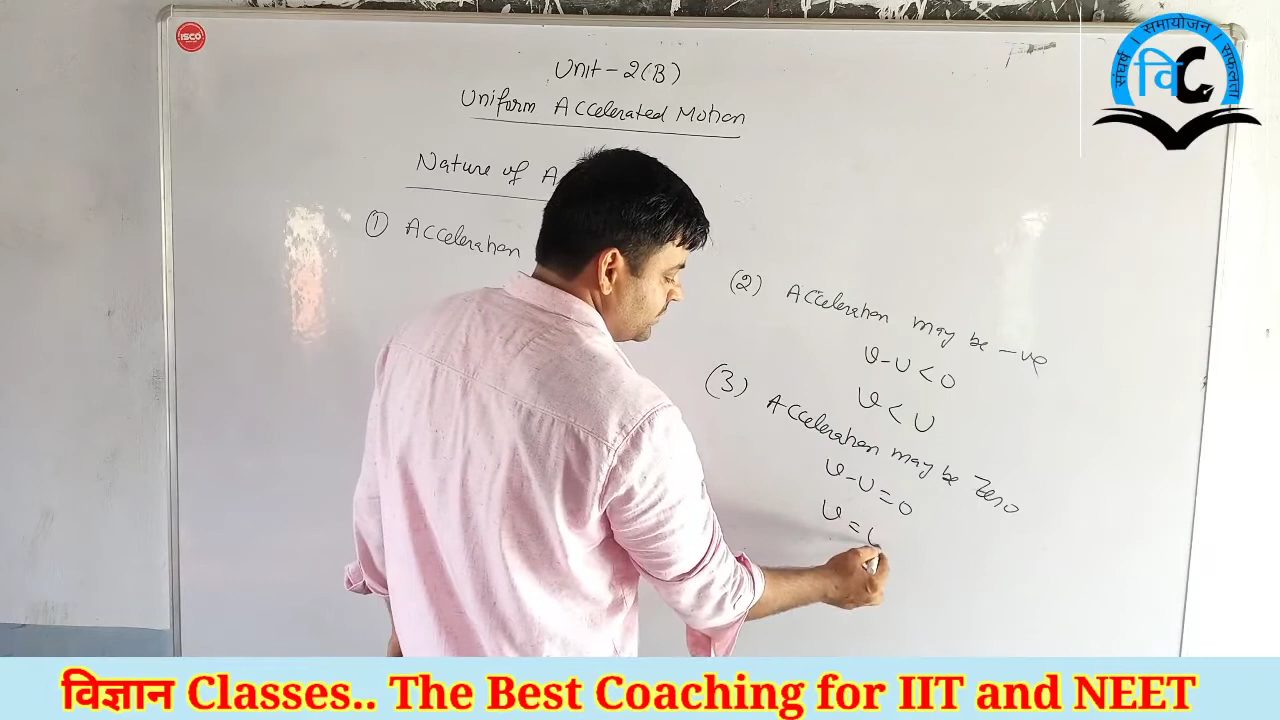 ISCO
Unit-2(B)
Uniform Accelerated Motion
Nature of
① Acceleration
(2) Acceleration may be -ve
v-u<0
v<u
(3) Acceleration may be Zero
v-u=0
v=
संघर्ष । समायोजन । सफलता
विC
विज्ञान Classes.. The Best Coaching for IIT and NEET